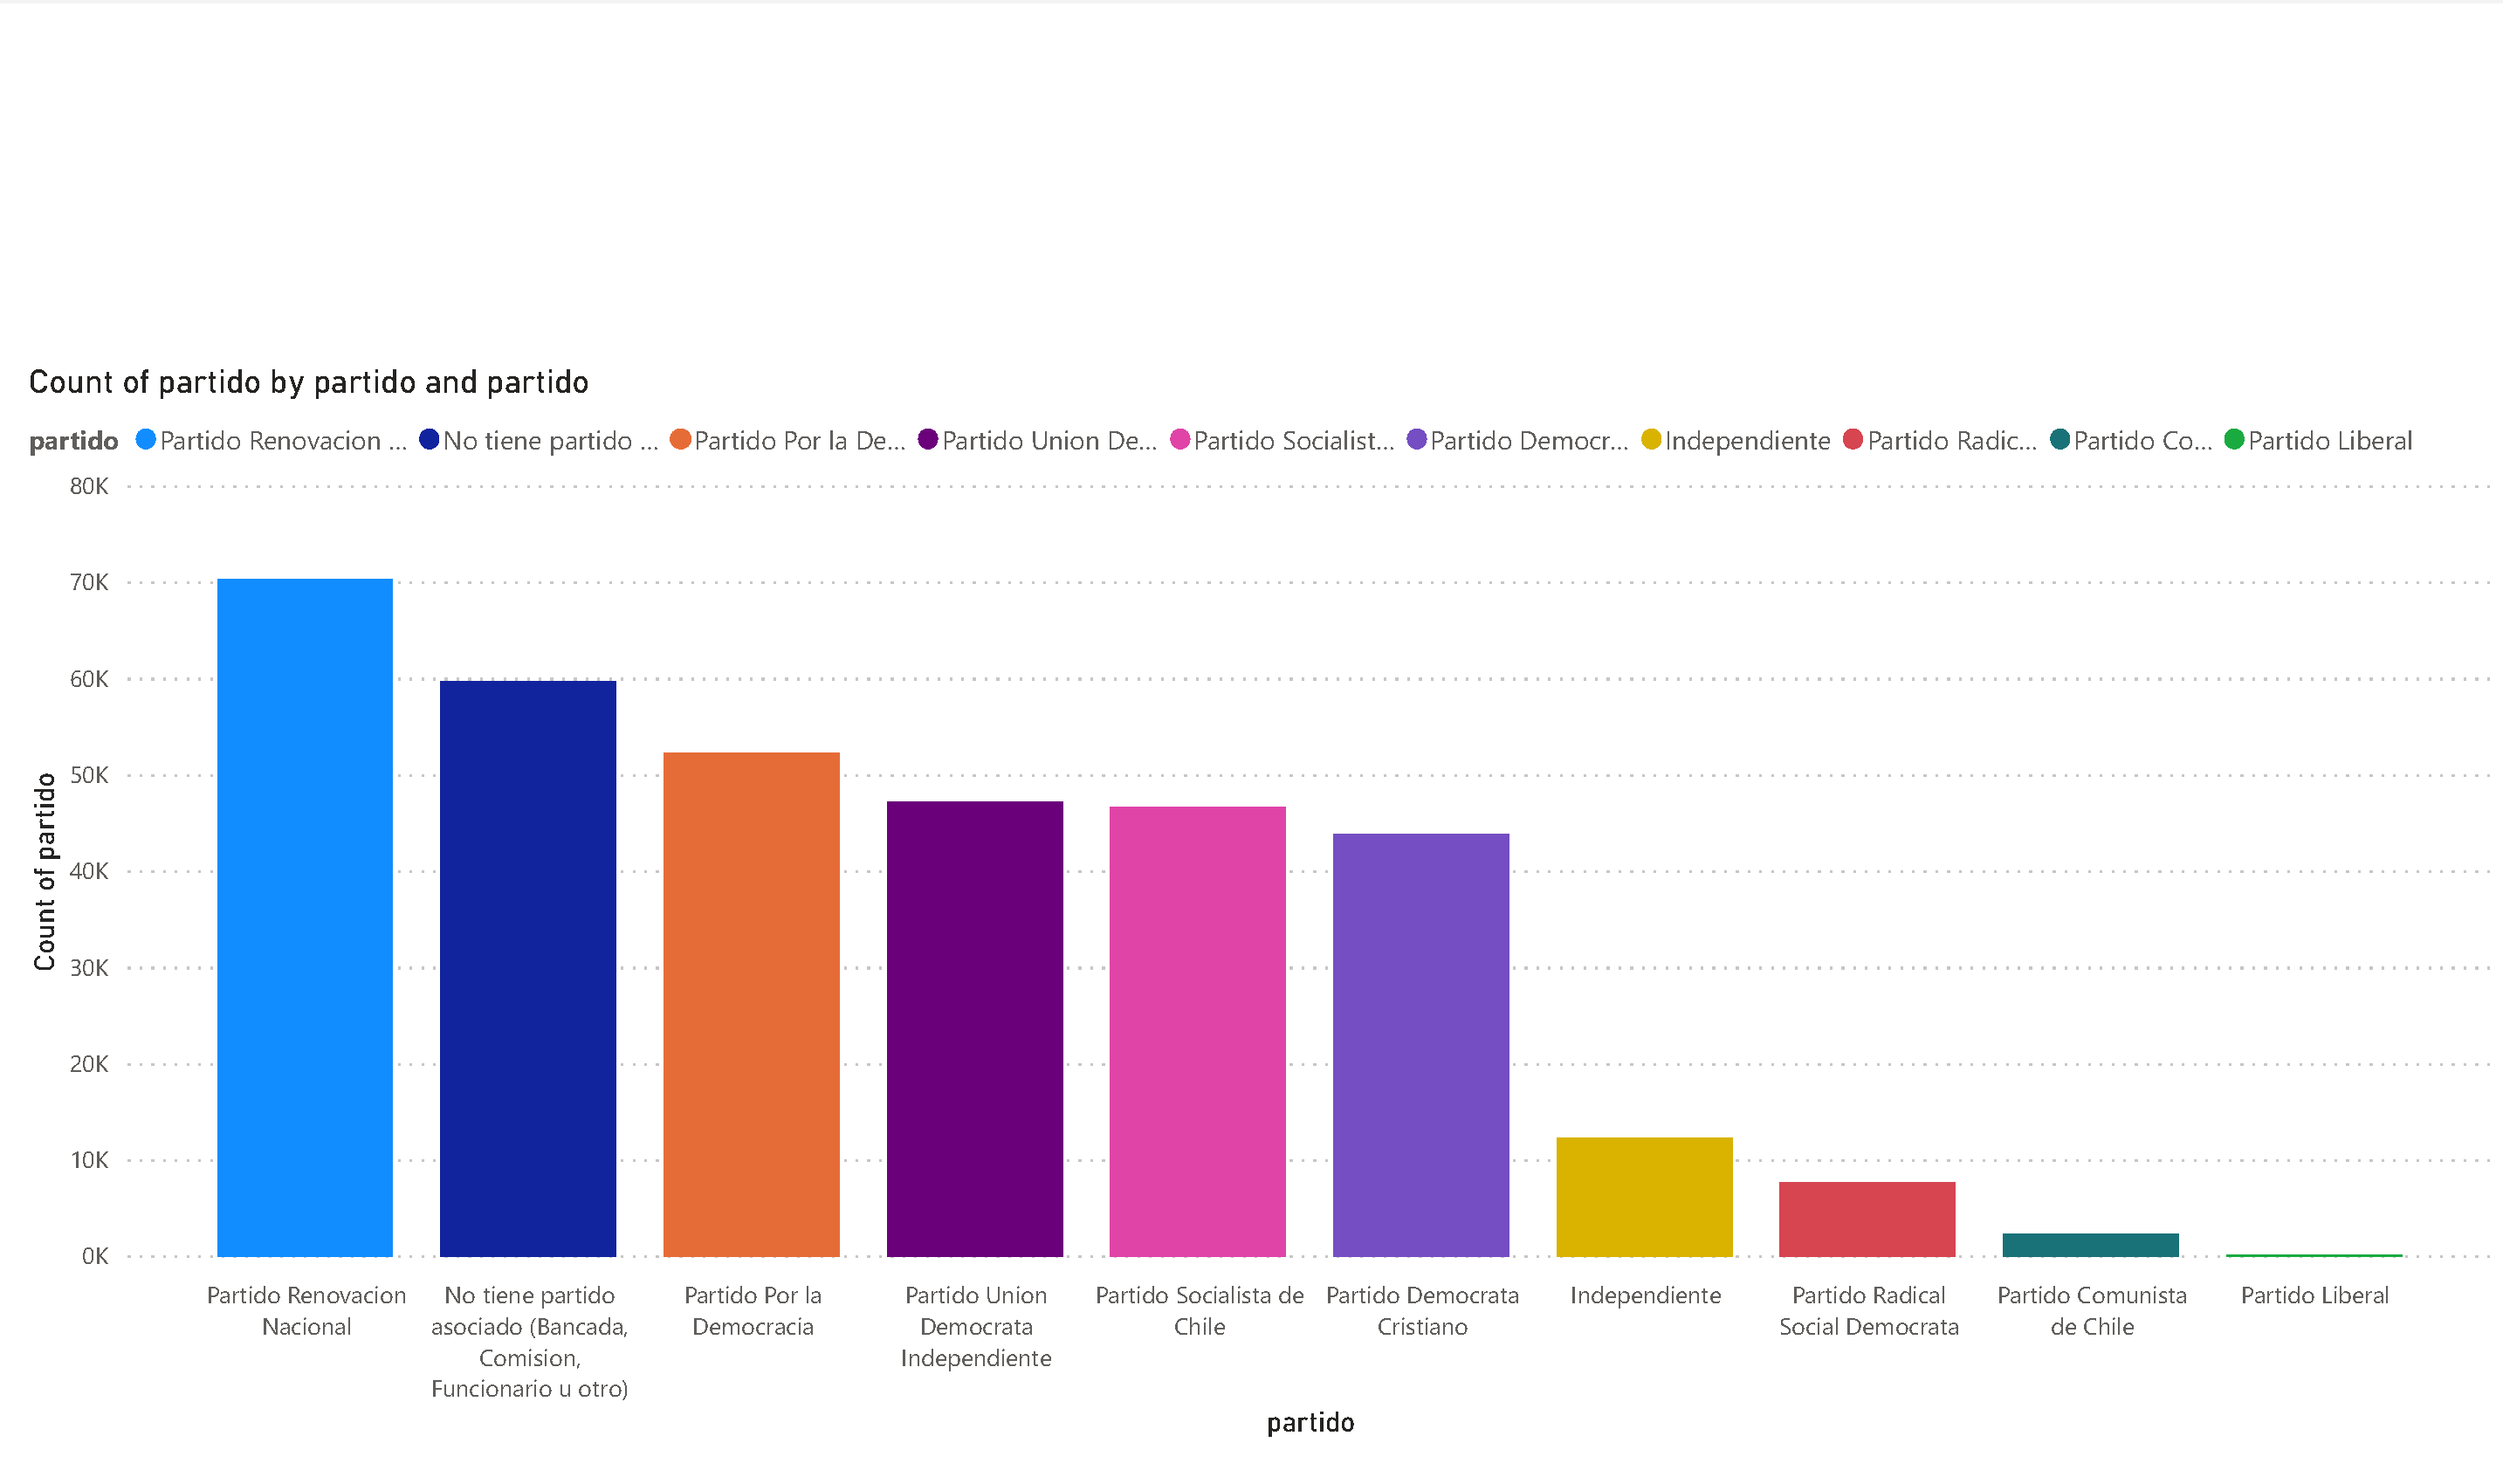 Count of partido by partido and partido
partido Partido Renovacion ... No tiene partido ... Partido Por la De... Partido Union De... Partido Socialist... Partido Democr... Independiente Partido Radic... Partido Co... Partido Liberal
80K
70K
60K
50K
40K
30K
20K
10K
0K
Count of partido
Partido Renovacion
Nacional
No tiene partido
asociado (Bancada,
Comision,
Funcionario u otro)
Partido Por la
Democracia
Partido Union
Democrata
Independiente
Partido Socialista de
Chile
Partido Democrata
Cristiano
Independiente
Partido Radical
Social Democrata
Partido Comunista
de Chile
Partido Liberal
partido